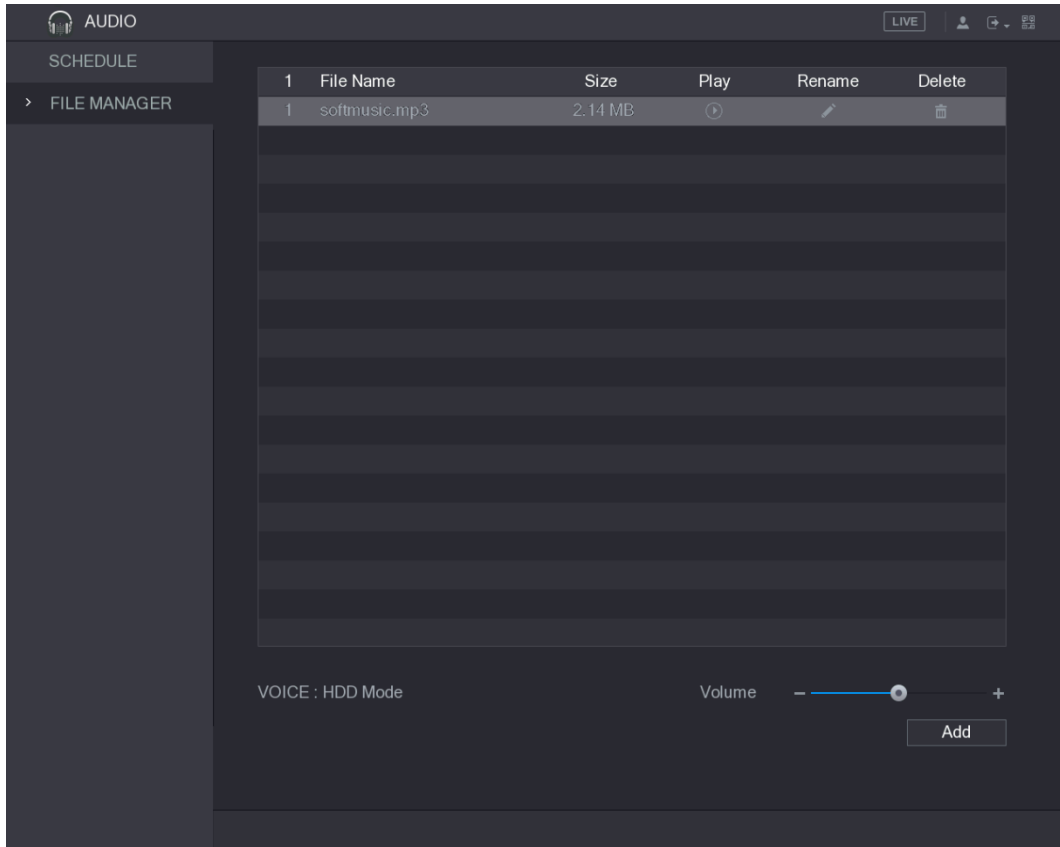 AUDIO
LIVE
SCHEDULE
FILE MANAGER
1 File Name Size Play Rename Delete
1 softmusic.mp3 2.14 MB
VOICE : HDD Mode Volume
Add